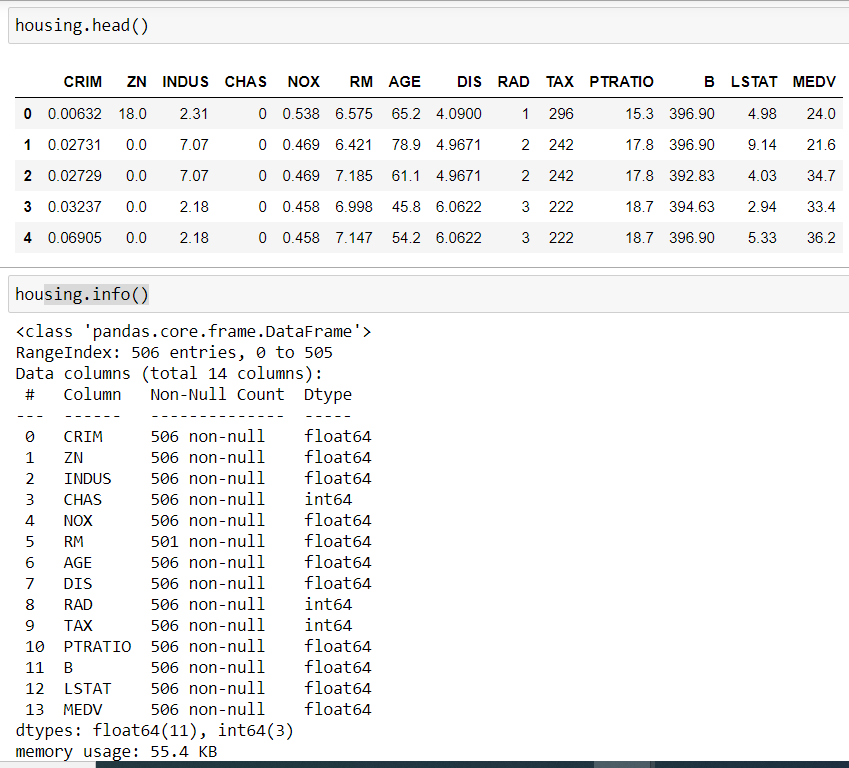 housing.head()
CRIM ZN INDUS CHAS NOX RM AGE DIS RAD TAX PTRATIO B LSTAT MEDV
0 0.00632 18.0 2.31 0 0.538 6.575 65.2 4.0900 1 296 15.3 396.90 4.98 24.0
1 0.02731 0.0 7.07 0 0.469 6.421 78.9 4.9671 2 242 17.8 396.90 9.14 21.6
2 0.02729 0.0 7.07 0 0.469 7.185 61.1 4.9671 2 242 17.8 392.83 4.03 34.7
3 0.03237 0.0 2.18 0 0.458 6.998 45.8 6.0622 3 222 18.7 394.63 2.94 33.4
4 0.06905 0.0 2.18 0 0.458 7.147 54.2 6.0622 3 222 18.7 396.90 5.33 36.2
housing.info()
<class 'pandas.core.frame.DataFrame'>
RangeIndex: 506 entries, 0 to 505
Data columns (total 14 columns):
# Column Non-Null Count Dtype
--- ------ -------------- -----
0 CRIM 506 non-null float64
1 ZN 506 non-null float64
2 INDUS 506 non-null float64
3 CHAS 506 non-null int64
4 NOX 506 non-null float64
5 RM 501 non-null float64
6 AGE 506 non-null float64
7 DIS 506 non-null float64
8 RAD 506 non-null int64
9 TAX 506 non-null int64
10 PTRATIO 506 non-null float64
11 B 506 non-null float64
12 LSTAT 506 non-null float64
13 MEDV 506 non-null float64
dtypes: float64(11), int64(3)
memory usage: 55.4 KB